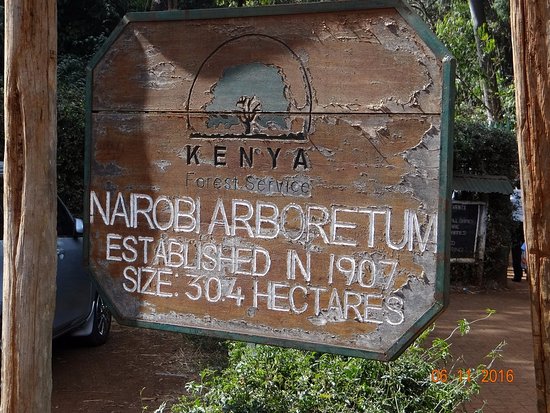 KENYA
Forest Service
NAIROBI ARBORETUM
ESTABLISHED IN 1907
SIZE: 30.4 HECTARES
06 11 2016